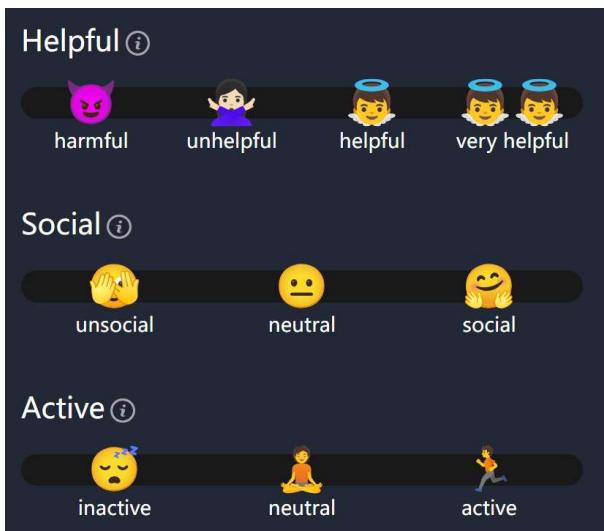 Helpful
harmful unhelpful helpful very helpful
Social
unsocial neutral social
Active
inactive neutral active